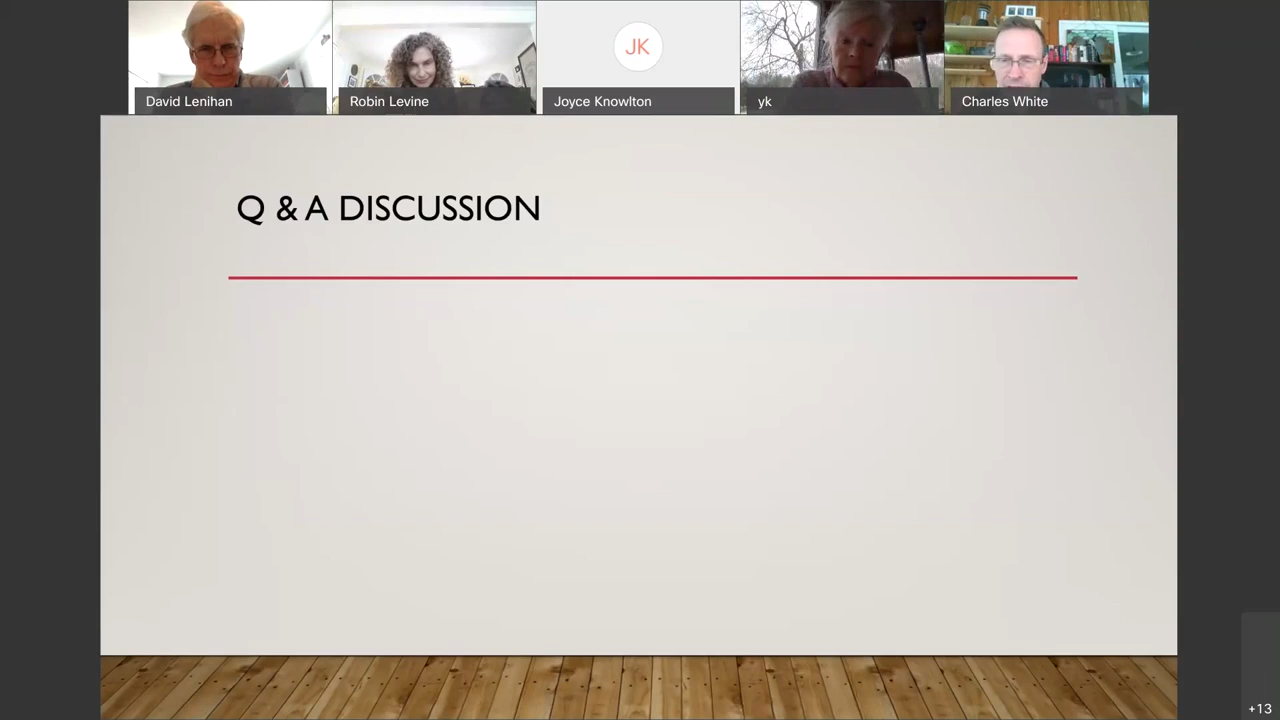 David Lenihan
Robin Levine
JK
Joyce Knowlton
yk
Charles White
Q & A DISCUSSION
+13